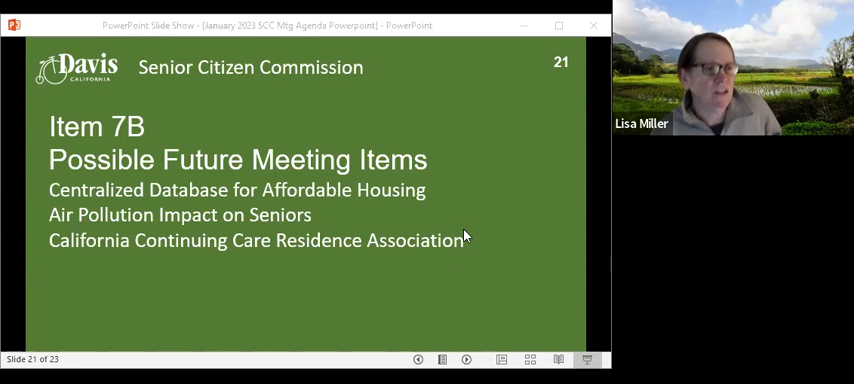 PowerPoint Slide Show - [January 2023 SCC Mtg Agenda Powerpoint] - PowerPoint
Davis
CALIFORNIA
Senior Citizen Commission
21
Item 7B
Possible Future Meeting Items
Centralized Database for Affordable Housing
Air Pollution Impact on Seniors
California Continuing Care Residence Association
Slide 21 of 23
Lisa Miller